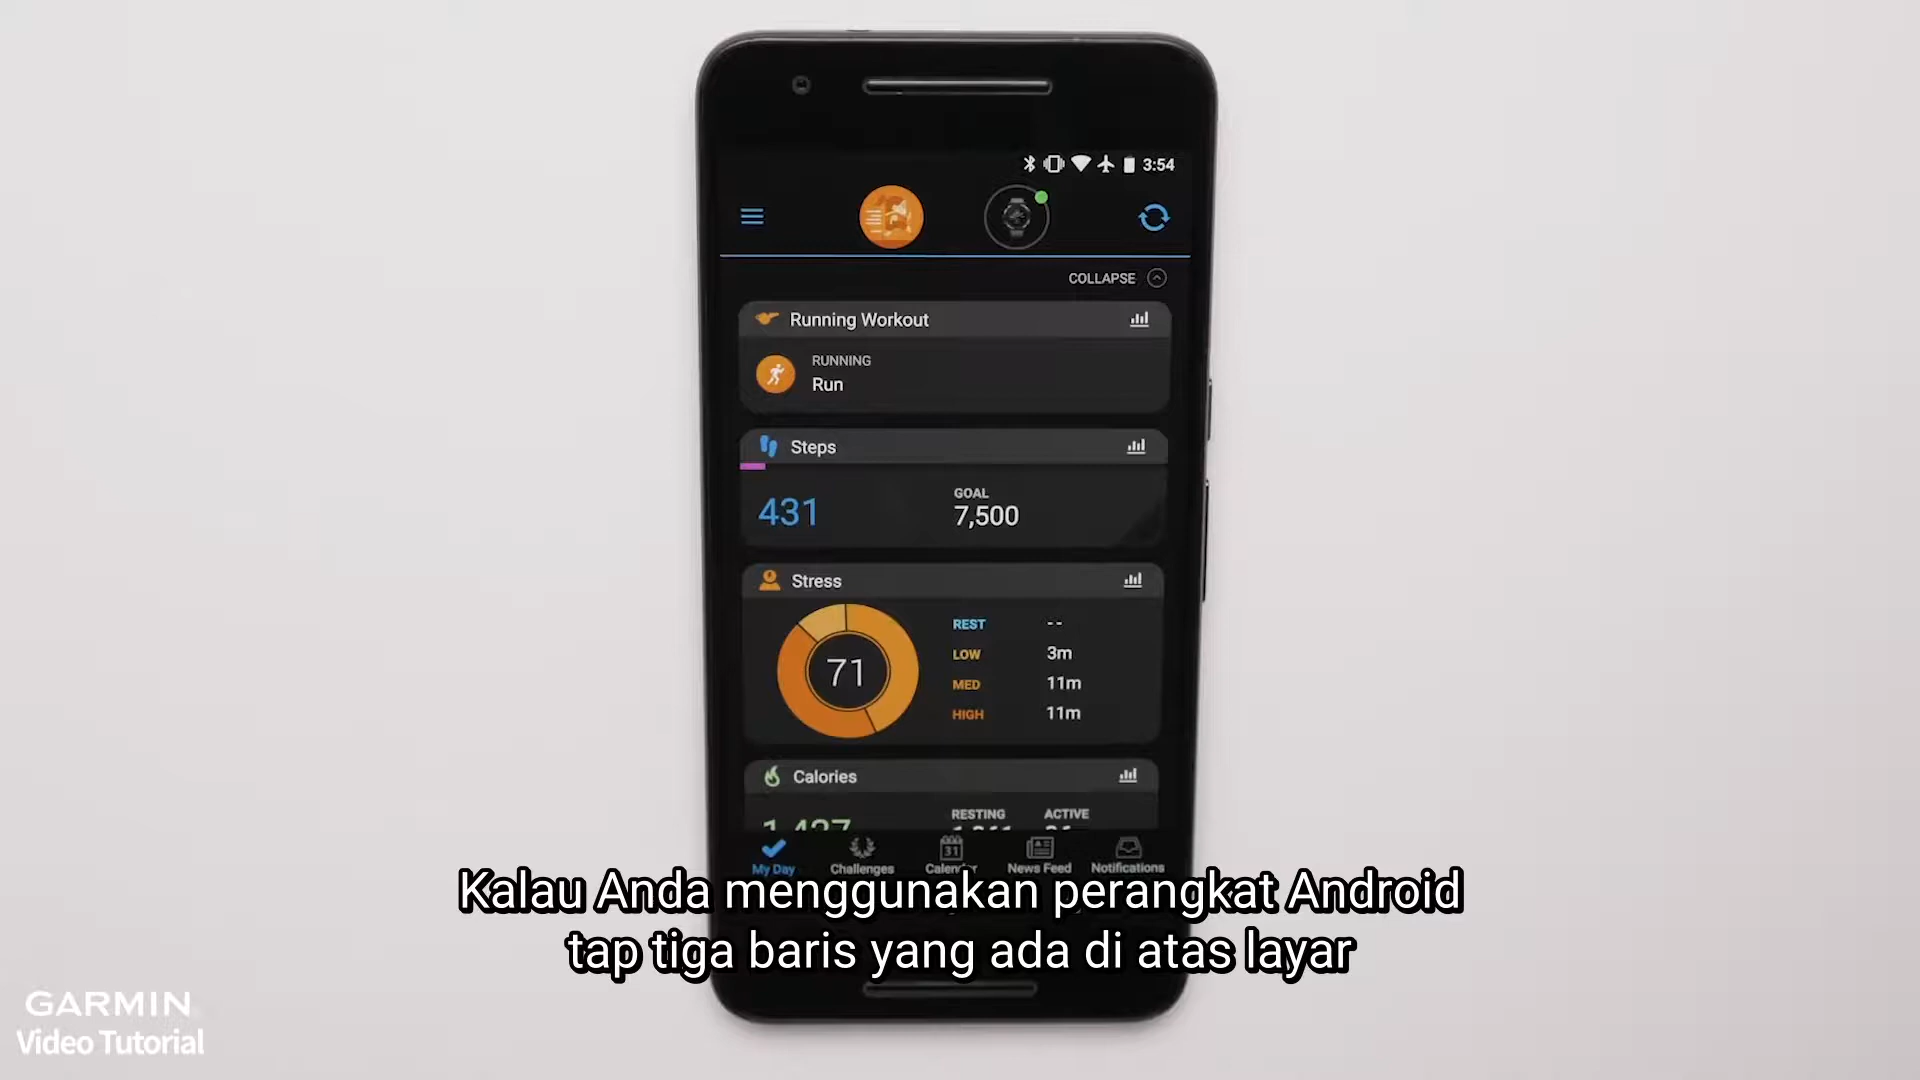 3:54
COLLAPSE
Running Workout
RUNNING
Run
Steps
431
GOAL
7,500
Stress
71
REST --
LOW 3m
MED 11m
HIGH 11m
Calories
RESTING ACTIVE
31
My Day Challenges News Feed Notifications
Kalau Anda menggunakan perangkat Android
tap tiga baris yang ada di atas layar
GARMIN
Video Tutorial